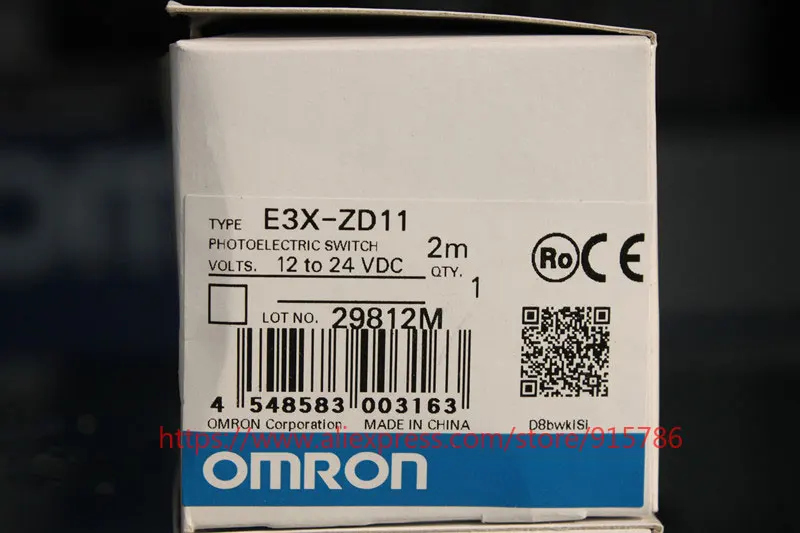 TYPE E3X-ZD11
PHOTOELECTRIC SWITCH 2m
VOLTS. 12 to 24 VDC QTY. 1
LOT NO. 29812M
Ro CE
4 548583 003163
OMRON Corporation MADE IN CHINA
D8bwkISi
https://www.aliexpress.com/store/915786
OMRON